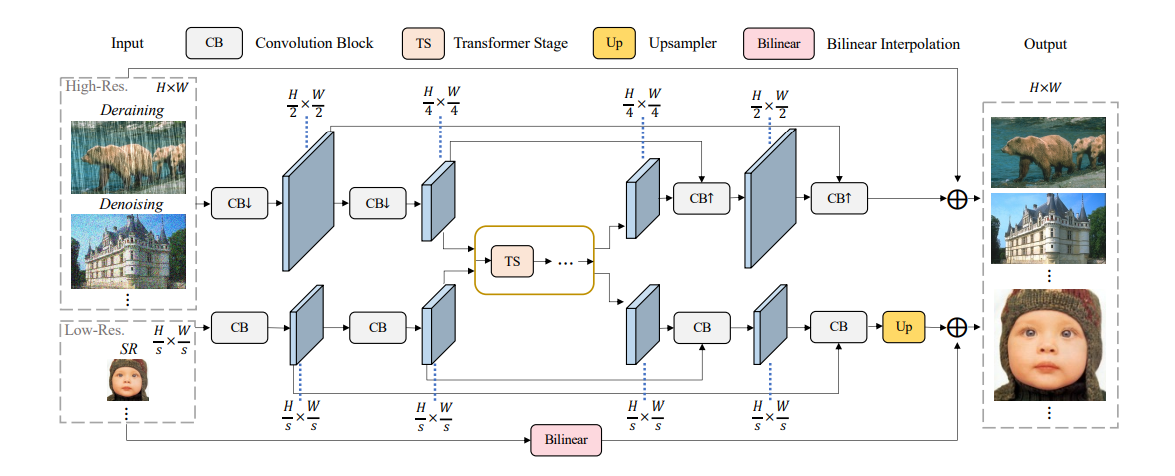 Input CB Convolution Block TS Transformer Stage Up Upsampler Bilinear Bilinear Interpolation Output
High-Res. H×W
Deraining
Denoising
⋮
H/2 × W/2
H/4 × W/4
H/4 × W/4
H/2 × W/2
H×W
CB↓
CB↓
CB↑
CB↑
⊕
TS ...
Low-Res. H/s × W/s
SR
⋮
CB
CB
CB
CB
Up
⊕
H/s × W/s
H/s × W/s
H/s × W/s
H/s × W/s
Bilinear
⋮
⋮